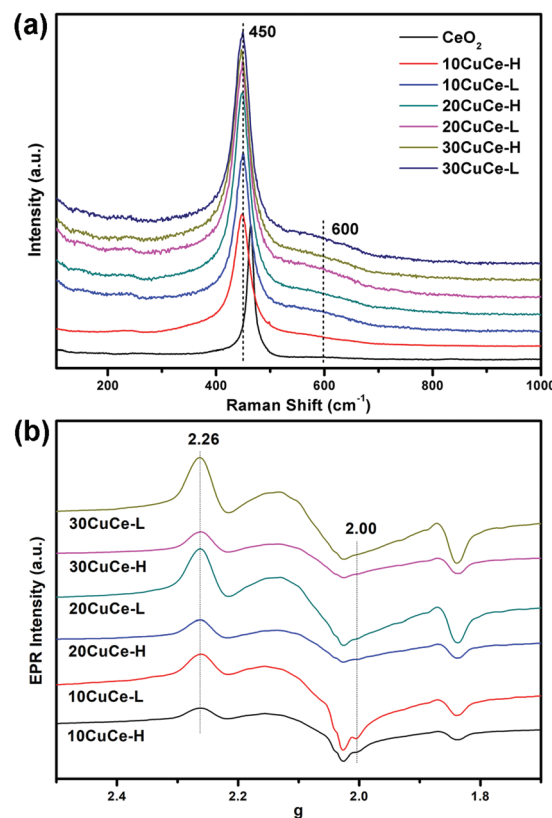 (a)
450
CeO₂
10CuCe-H
10CuCe-L
20CuCe-H
20CuCe-L
30CuCe-H
30CuCe-L
600
Intensity (a.u.)
200 400 600 800 1000
Raman Shift (cm⁻¹)
(b)
2.26
2.00
30CuCe-L
30CuCe-H
20CuCe-L
20CuCe-H
10CuCe-L
10CuCe-H
EPR Intensity (a.u.)
2.4 2.2 2.0 1.8
g